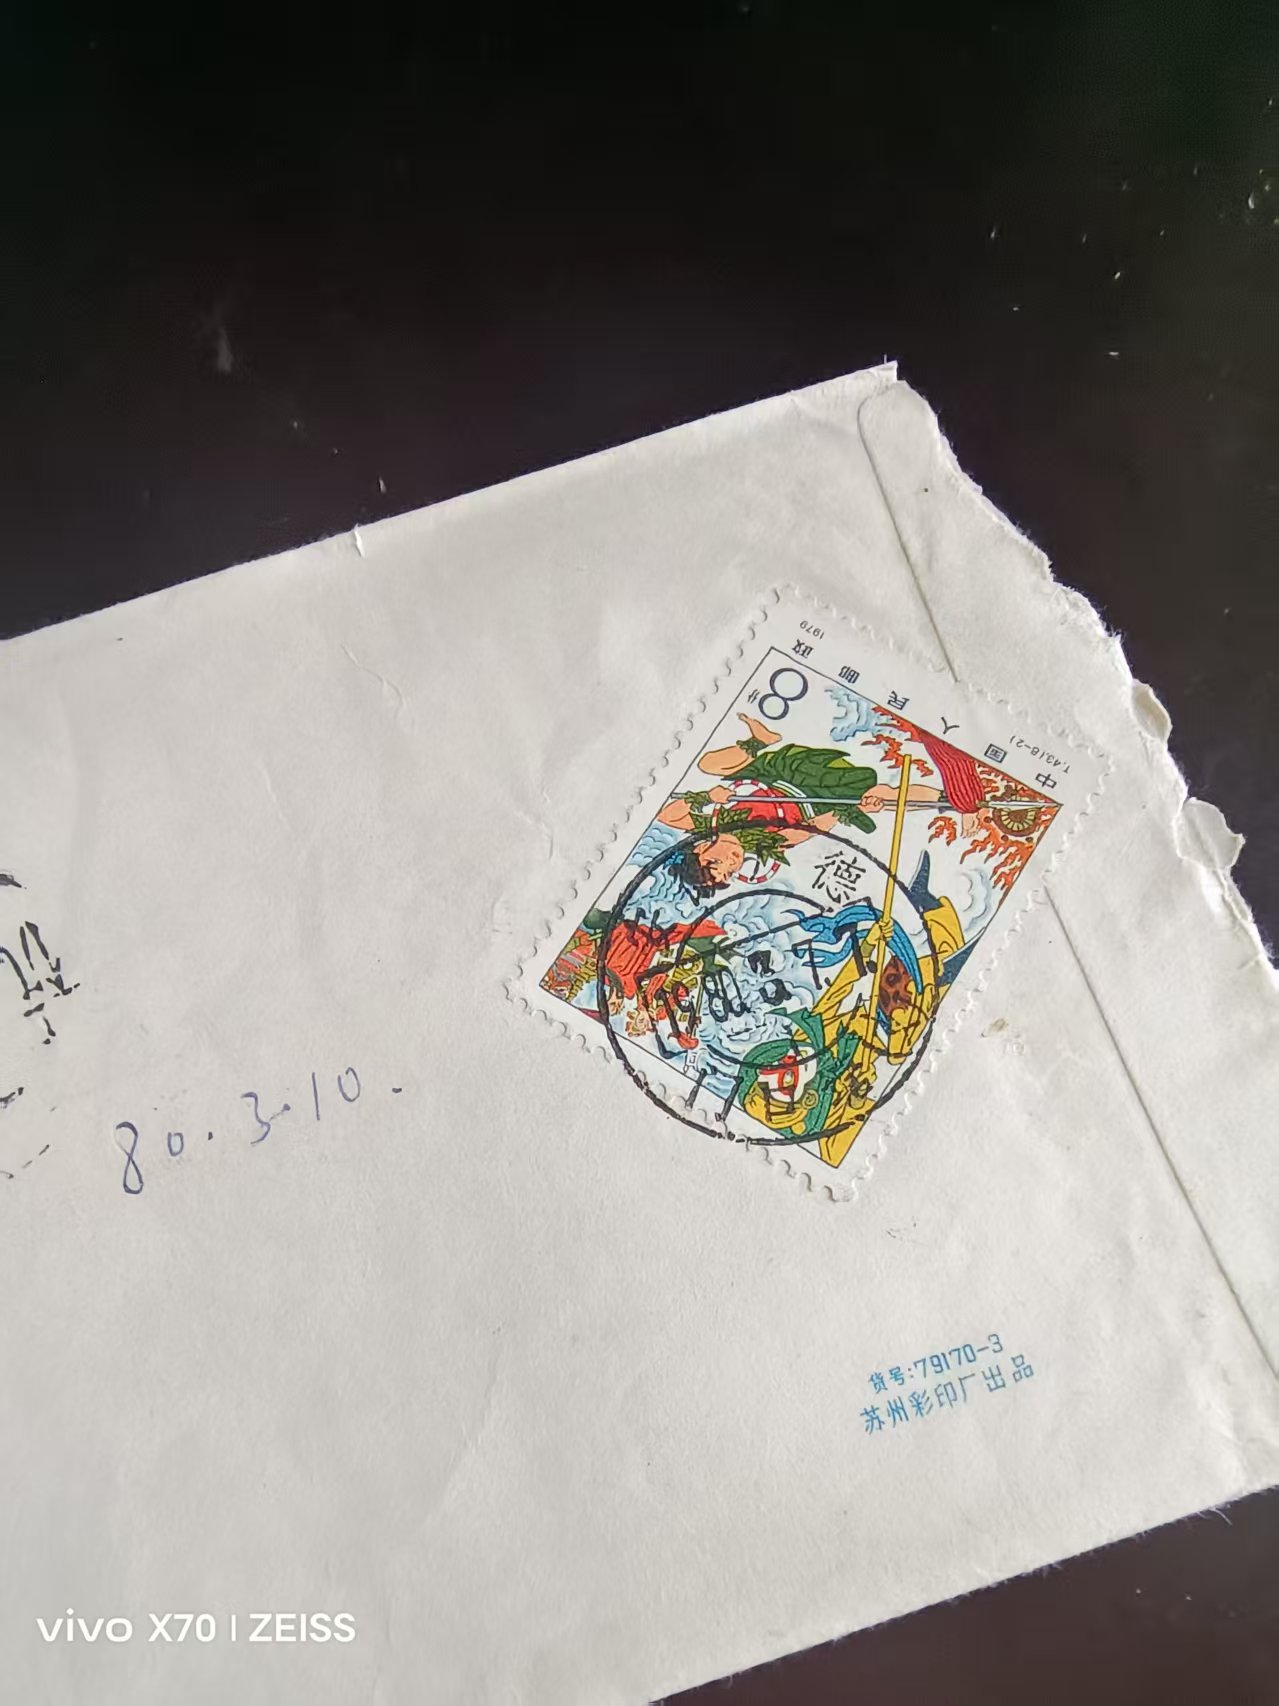 1979
中国人民邮政
T.43.(8-2)
8分
德
80.3.10.
货号:79170-3
苏州彩印厂出品
vivo X70 | ZEISS